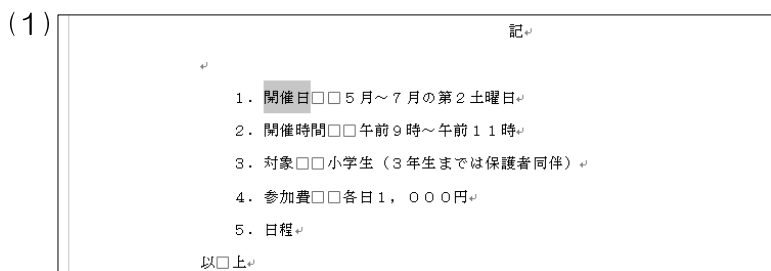 (1)
記↵
↵
１．開催日□□５月～７月の第２土曜日↵
２．開催時間□□午前９時～午前１１時↵
３．対象□□小学生（３年生までは保護者同伴）↵
４．参加費□□各日１，０００円↵
５．日程↵
以□上↵